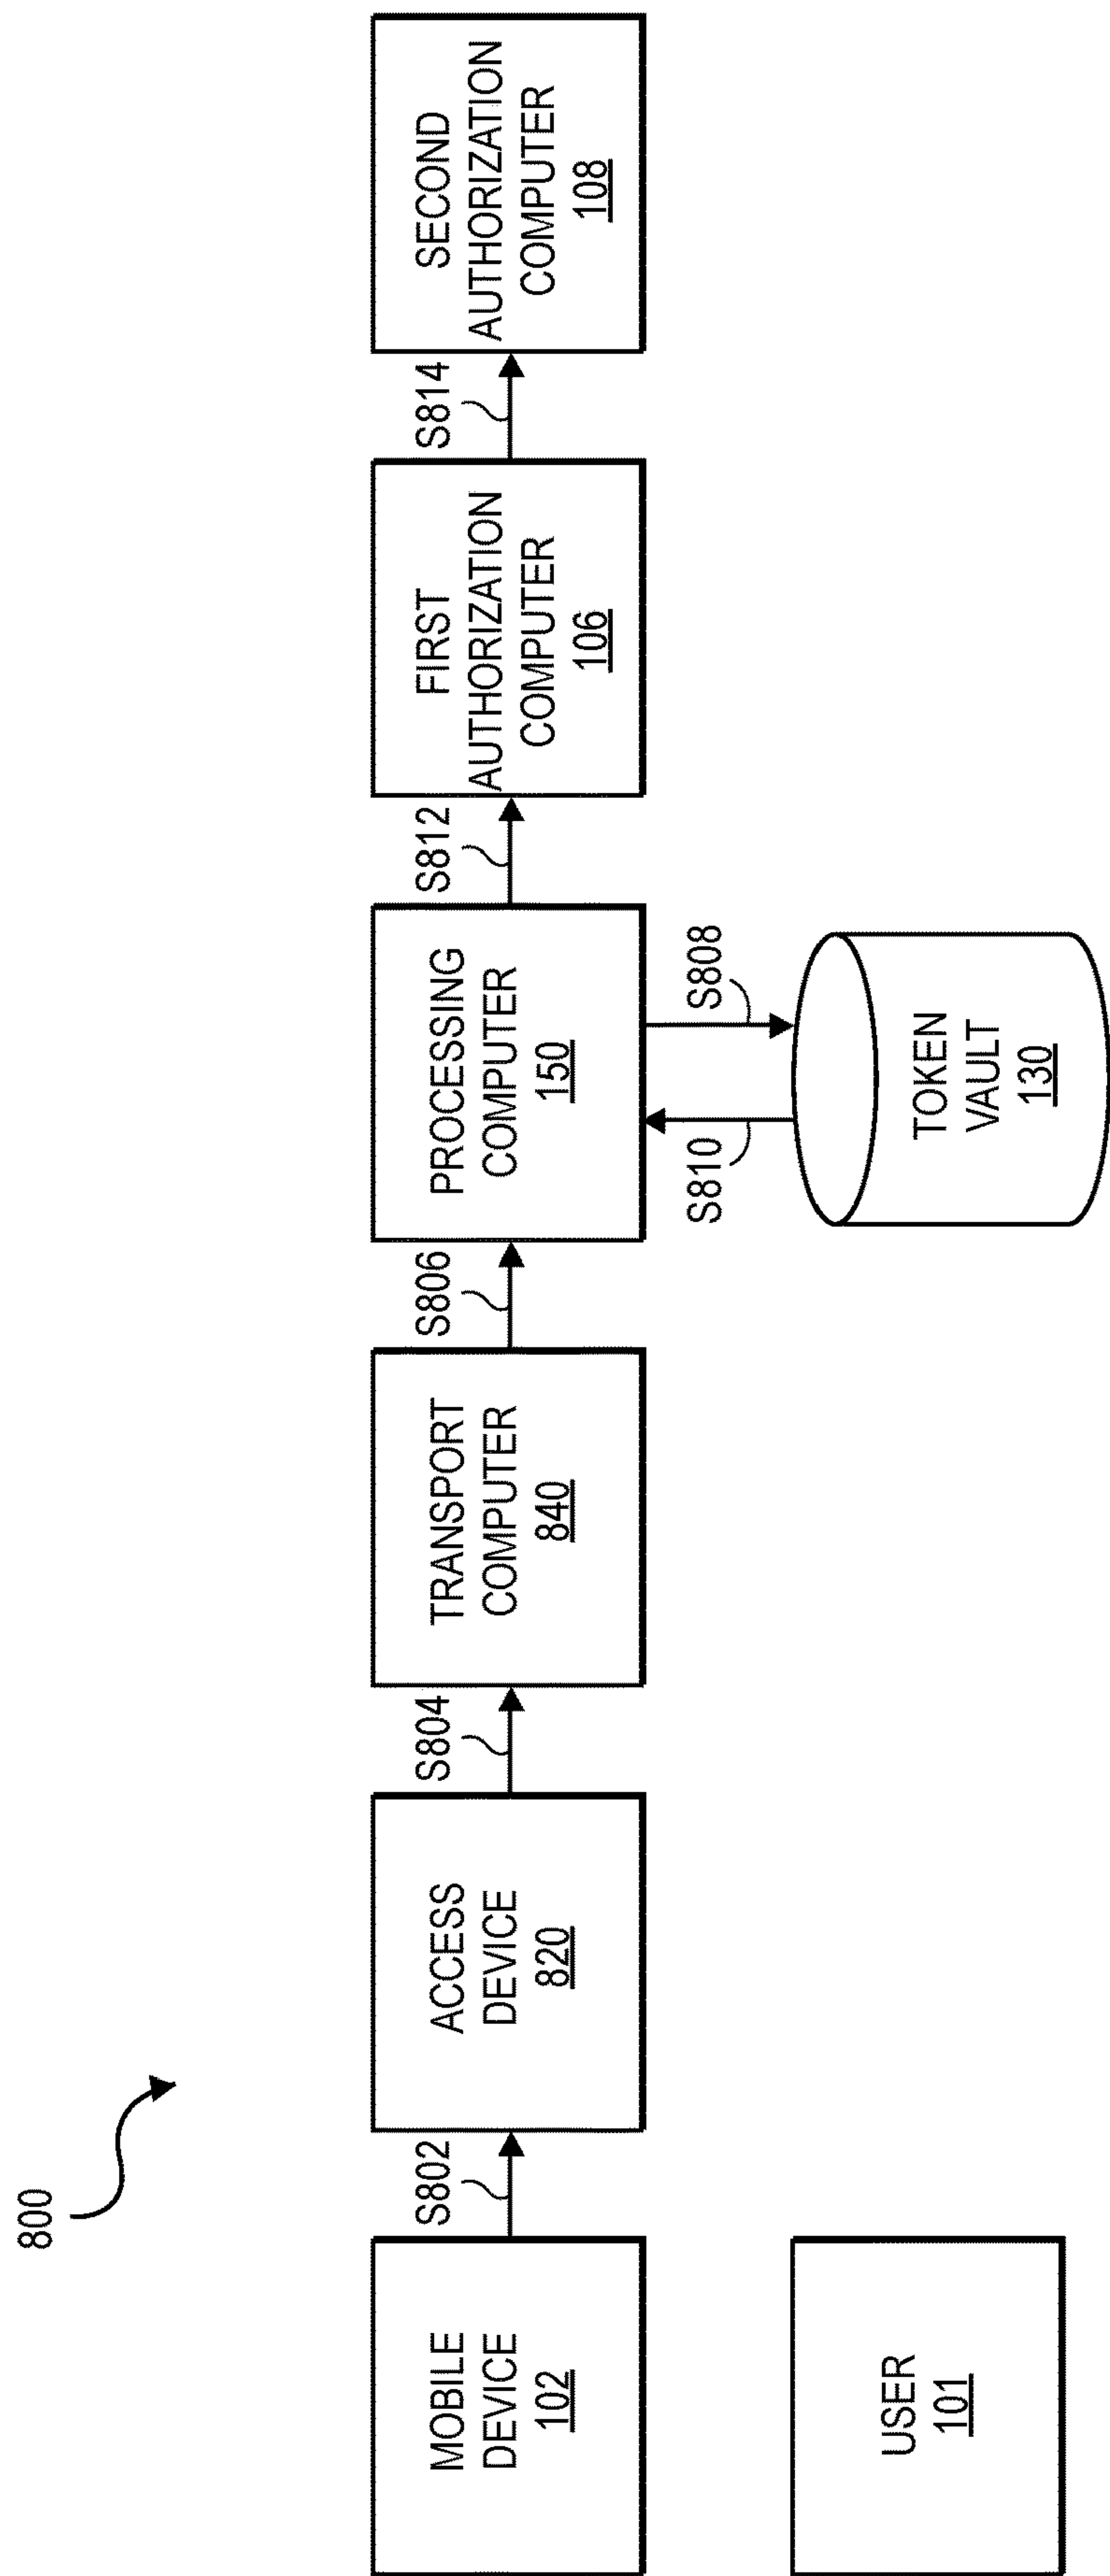 800
MOBILE
DEVICE
102
S802
ACCESS
DEVICE
820
S804
TRANSPORT
COMPUTER
840
S806
PROCESSING
COMPUTER
150
S812
FIRST
AUTHORIZATION
COMPUTER
106
S814
SECOND
AUTHORIZATION
COMPUTER
108
S810
S808
USER
101
TOKEN
VAULT
130